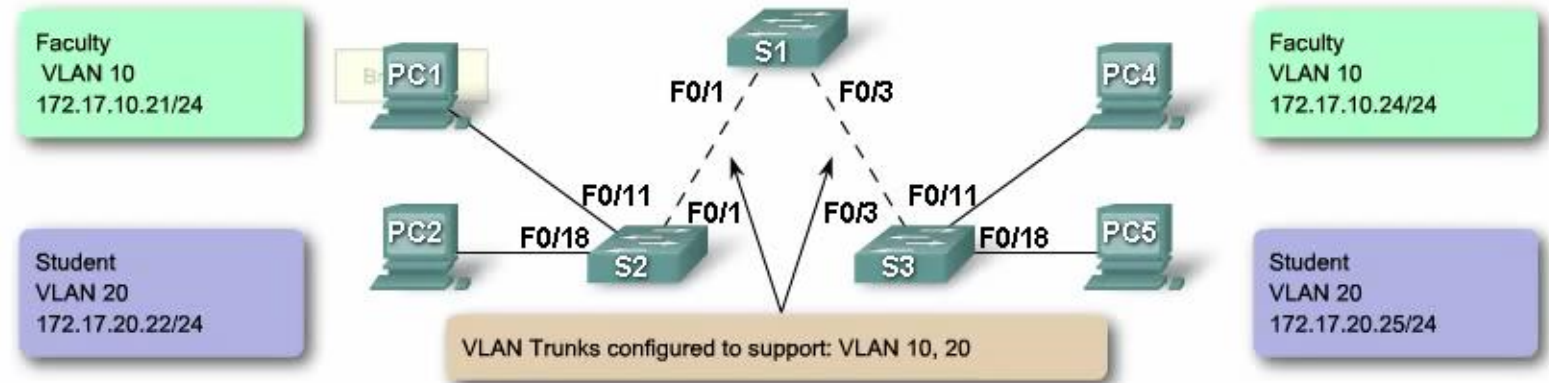 Faculty
VLAN 10
172.17.10.21/24
PC1
S1
F0/1
F0/3
PC4
Faculty
VLAN 10
172.17.10.24/24
F0/11
F0/1
F0/3
F0/11
PC2
F0/18
S2
S3
F0/18
PC5
Student
VLAN 20
172.17.20.22/24
Student
VLAN 20
172.17.20.25/24
VLAN Trunks configured to support: VLAN 10, 20